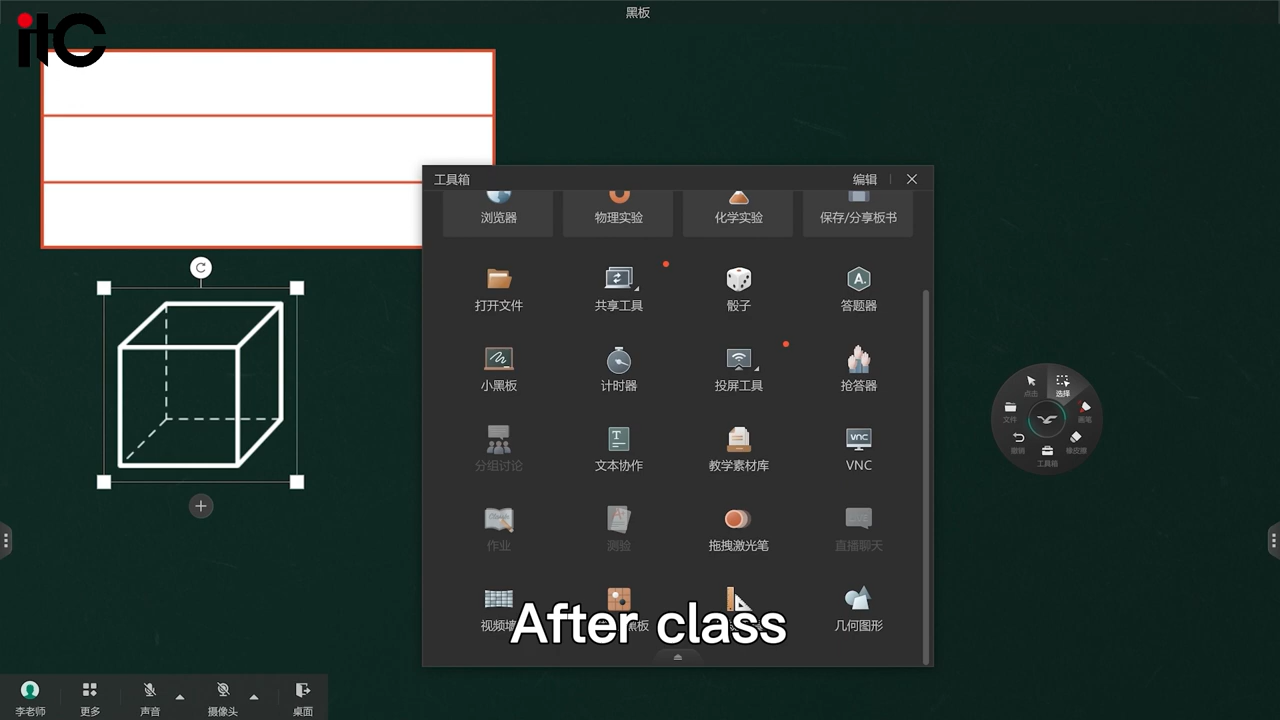 itC
黑板
工具箱
编辑
浏览器
物理实验
化学实验
保存/分享板书
打开文件
共享工具
骰子
答题器
小黑板
计时器
投屏工具
抢答器
分组讨论
文本协作
教学素材库
VNC
作业
测验
拖拽激光笔
直播聊天
视频墙
黑板
几何图形
After class
点击
选择
文件
画笔
撤销
橡皮擦
工具箱
李老师
更多
声音
摄像头
桌面